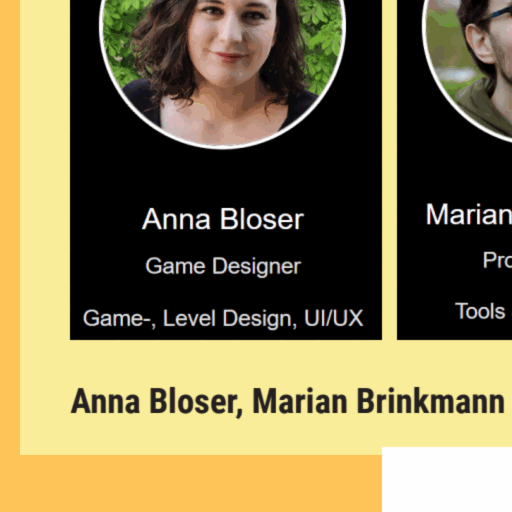 Anna Bloser
Game Designer
Game-, Level Design, UI/UX
Marian
Pro
Tools
Anna Bloser, Marian Brinkmann